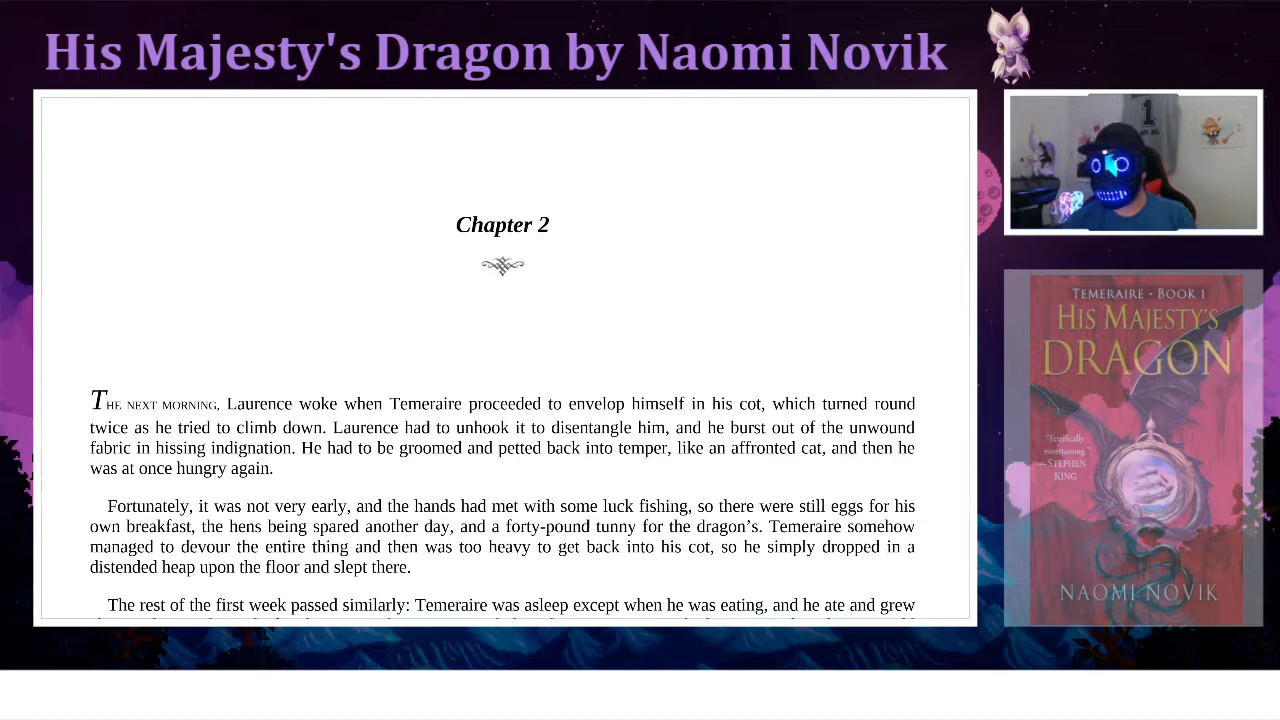 His Majesty's Dragon by Naomi Novik
Chapter 2
THE NEXT MORNING, Laurence woke when Temeraire proceeded to envelop himself in his cot, which turned round
twice as he tried to climb down. Laurence had to unhook it to disentangle him, and he burst out of the unwound
fabric in hissing indignation. He had to be groomed and petted back into temper, like an affronted cat, and then he
was at once hungry again.
Fortunately, it was not very early, and the hands had met with some luck fishing, so there were still eggs for his
own breakfast, the hens being spared another day, and a forty-pound tunny for the dragon’s. Temeraire somehow
managed to devour the entire thing and then was too heavy to get back into his cot, so he simply dropped in a
distended heap upon the floor and slept there.
The rest of the first week passed similarly: Temeraire was asleep except when he was eating, and he ate and grew
1
TEMERAIRE • BOOK 1
HIS MAJESTY'S
DRAGON
"Terrifically
entertaining."
—STEPHEN
KING
NAOMI NOVIK